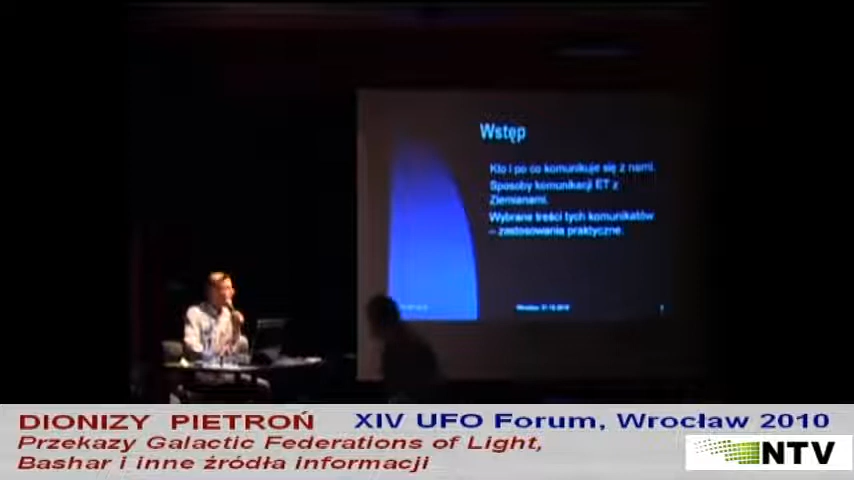 Wstęp
Kto i po co komunikuje się z nami.
Sposoby komunikacji ET z
Ziemianami.
Wybrane treści tych komunikatów
– zastosowania praktyczne.
DIONIZY PIETROŃ
XIV UFO Forum, Wrocław 2010
Przekazy Galactic Federations of Light,
Bashar i inne źródła informacji
NTV